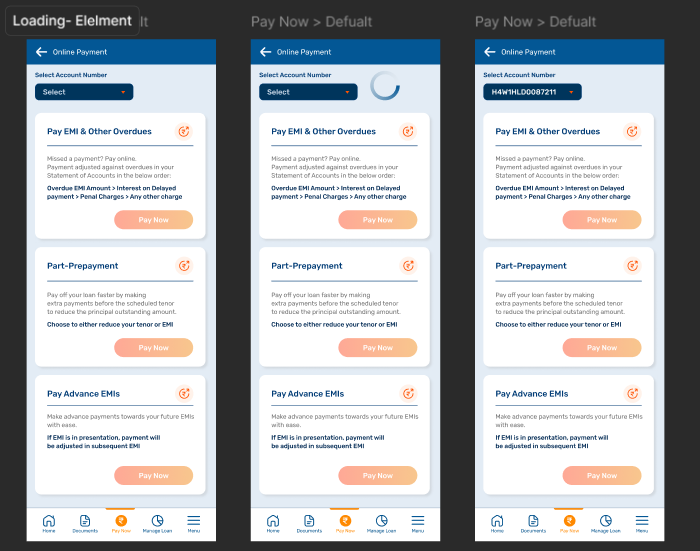 Loading- Elelment
lt
Online Payment
Select Account Number
Select
Pay EMI & Other Overdues
Missed a payment? Pay online.
Payment adjusted against overdues in your
Statement of Accounts in the below order:
Overdue EMI Amount > Interest on Delayed
payment > Penal Charges > Any other charge
Pay Now
Part-Prepayment
Pay off your loan faster by making
extra payments before the scheduled tenor
to reduce the principal outstanding amount.
Choose to either reduce your tenor or EMI
Pay Now
Pay Advance EMIs
Make advance payments towards your future EMIs
with ease.
If EMI is in presentation, payment will
be adjusted in subsequent EMI
Pay Now
Home Documents Pay Now Manage Loan Menu
Pay Now > Defualt
Online Payment
Select Account Number
Select
Pay EMI & Other Overdues
Missed a payment? Pay online.
Payment adjusted against overdues in your
Statement of Accounts in the below order:
Overdue EMI Amount > Interest on Delayed
payment > Penal Charges > Any other charge
Pay Now
Part-Prepayment
Pay off your loan faster by making
extra payments before the scheduled tenor
to reduce the principal outstanding amount.
Choose to either reduce your tenor or EMI
Pay Now
Pay Advance EMIs
Make advance payments towards your future EMIs
with ease.
If EMI is in presentation, payment will
be adjusted in subsequent EMI
Pay Now
Home Documents Pay Now Manage Loan Menu
Pay Now > Defualt
Online Payment
Select Account Number
H4W1HLD0087211
Pay EMI & Other Overdues
Missed a payment? Pay online.
Payment adjusted against overdues in your
Statement of Accounts in the below order:
Overdue EMI Amount > Interest on Delayed
payment > Penal Charges > Any other charge
Pay Now
Part-Prepayment
Pay off your loan faster by making
extra payments before the scheduled tenor
to reduce the principal outstanding amount.
Choose to either reduce your tenor or EMI
Pay Now
Pay Advance EMIs
Make advance payments towards your future EMIs
with ease.
If EMI is in presentation, payment will
be adjusted in subsequent EMI
Pay Now
Home Documents Pay Now Manage Loan Menu